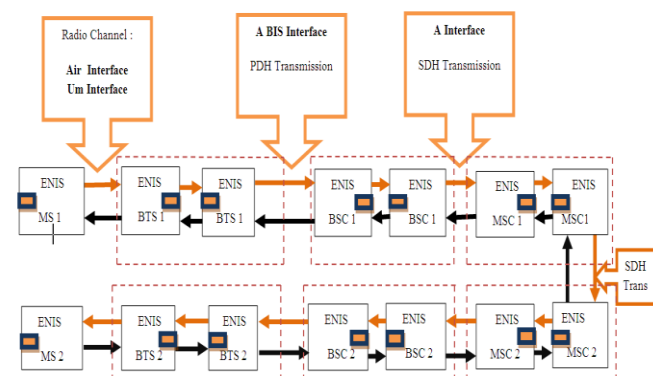 Radio Channel :
Air Interface
Um Interface
A BIS Interface
PDH Transmission
A Interface
SDH Transmission
ENIS
MS 1
ENIS
BTS 1
ENIS
BTS 1
ENIS
BSC 1
ENIS
BSC 1
ENIS
MSC 1
ENIS
MSC1
SDH
Trans
ENIS
MS 2
ENIS
BTS 2
ENIS
BTS 2
ENIS
BSC 2
ENIS
BSC 2
ENIS
MSC 2
ENIS
MSC 2